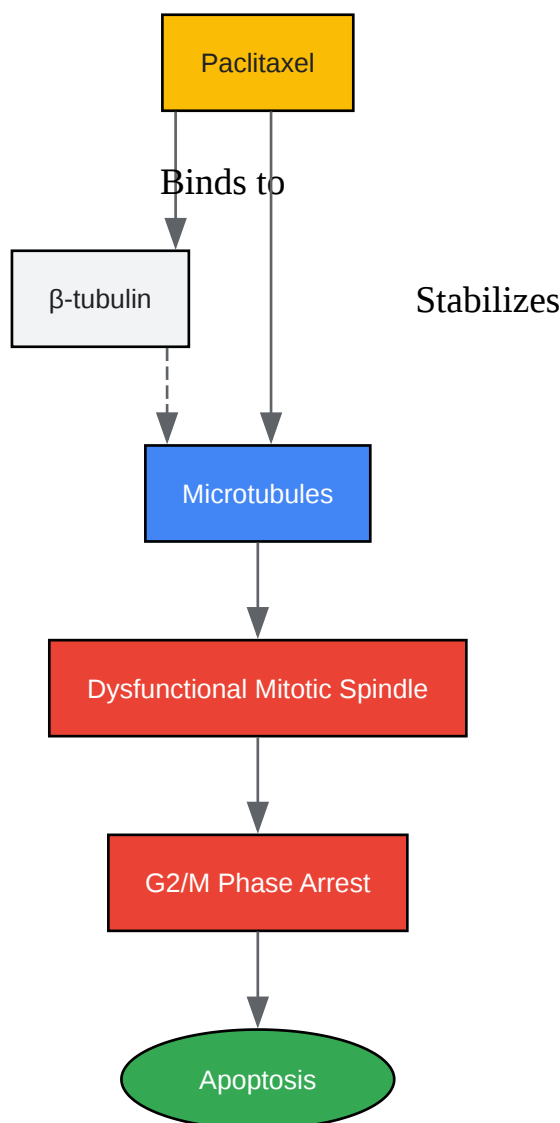 Paclitaxel
Binds to
β-tubulin
Stabilizes
Microtubules
Dysfunctional Mitotic Spindle
G2/M Phase Arrest
Apoptosis